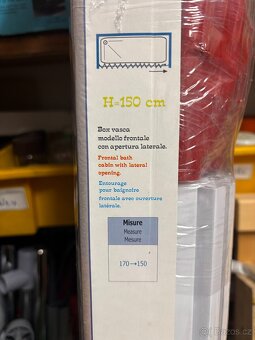 H=150 cm
Box vasca
modello frontale
con apertura laterale.
Frontal bath
cabin with lateral
opening.
Entourage
pour baignoire
frontale avec ouverture
latérale.
Misure
Measure
Mesure
170→150